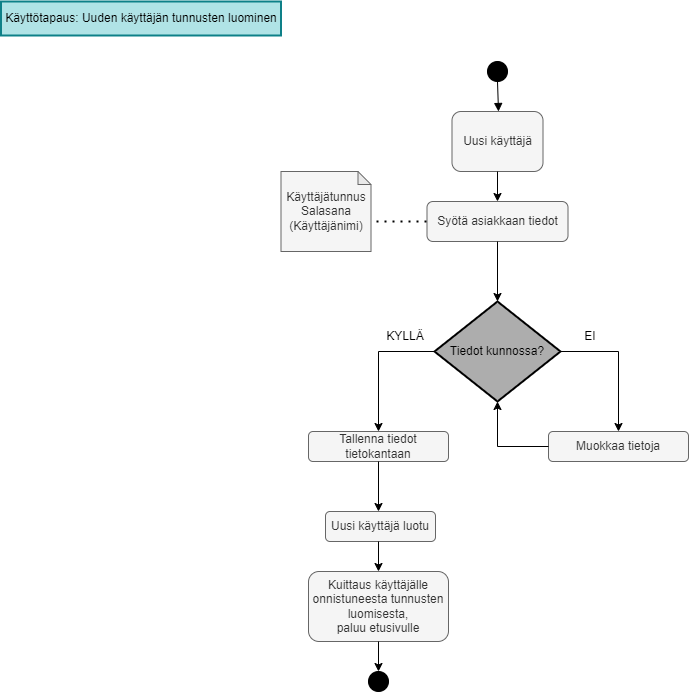 Käyttötapaus: Uuden käyttäjän tunnusten luominen
Uusi käyttäjä
Käyttäjätunnus
Salasana
(Käyttäjänimi)
Syötä asiakkaan tiedot
KYLLÄ
EI
Tiedot kunnossa?
Tallenna tiedot
tietokantaan
Muokkaa tietoja
Uusi käyttäjä luotu
Kuittaus käyttäjälle
onnistuneesta tunnusten
luomisesta,
paluu etusivulle